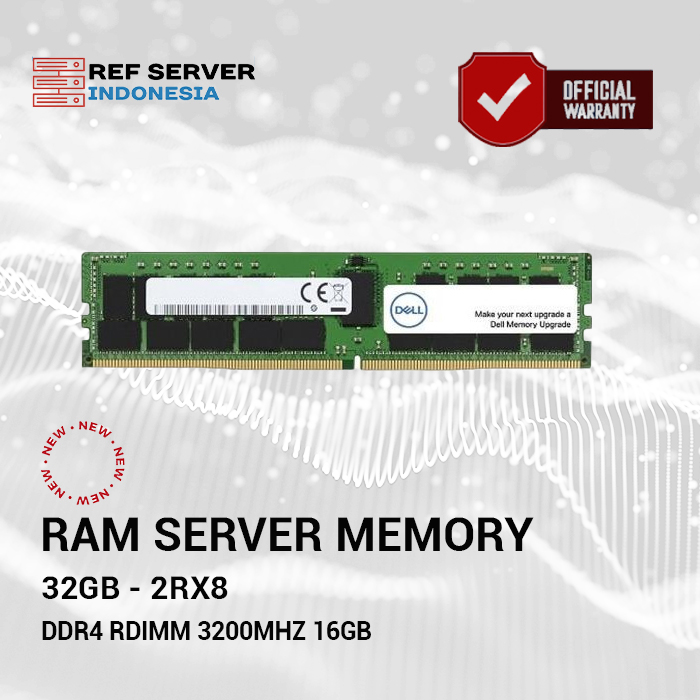 REF SERVER
INDONESIA
OFFICIAL
WARRANTY
CE
DELL
Make your next upgrade a
Dell Memory Upgrade
NEW · NEW · NEW · NEW · NEW ·
RAM SERVER MEMORY
32GB - 2RX8
DDR4 RDIMM 3200MHZ 16GB